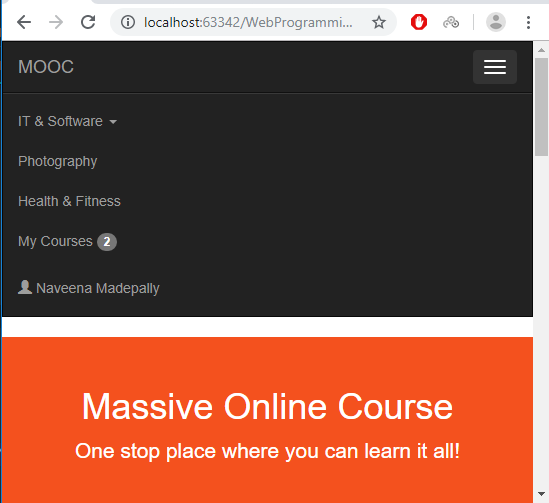 localhost:63342/WebProgrammi...
MOOC
IT & Software
Photography
Health & Fitness
My Courses 2
Naveena Madepally
Massive Online Course
One stop place where you can learn it all!